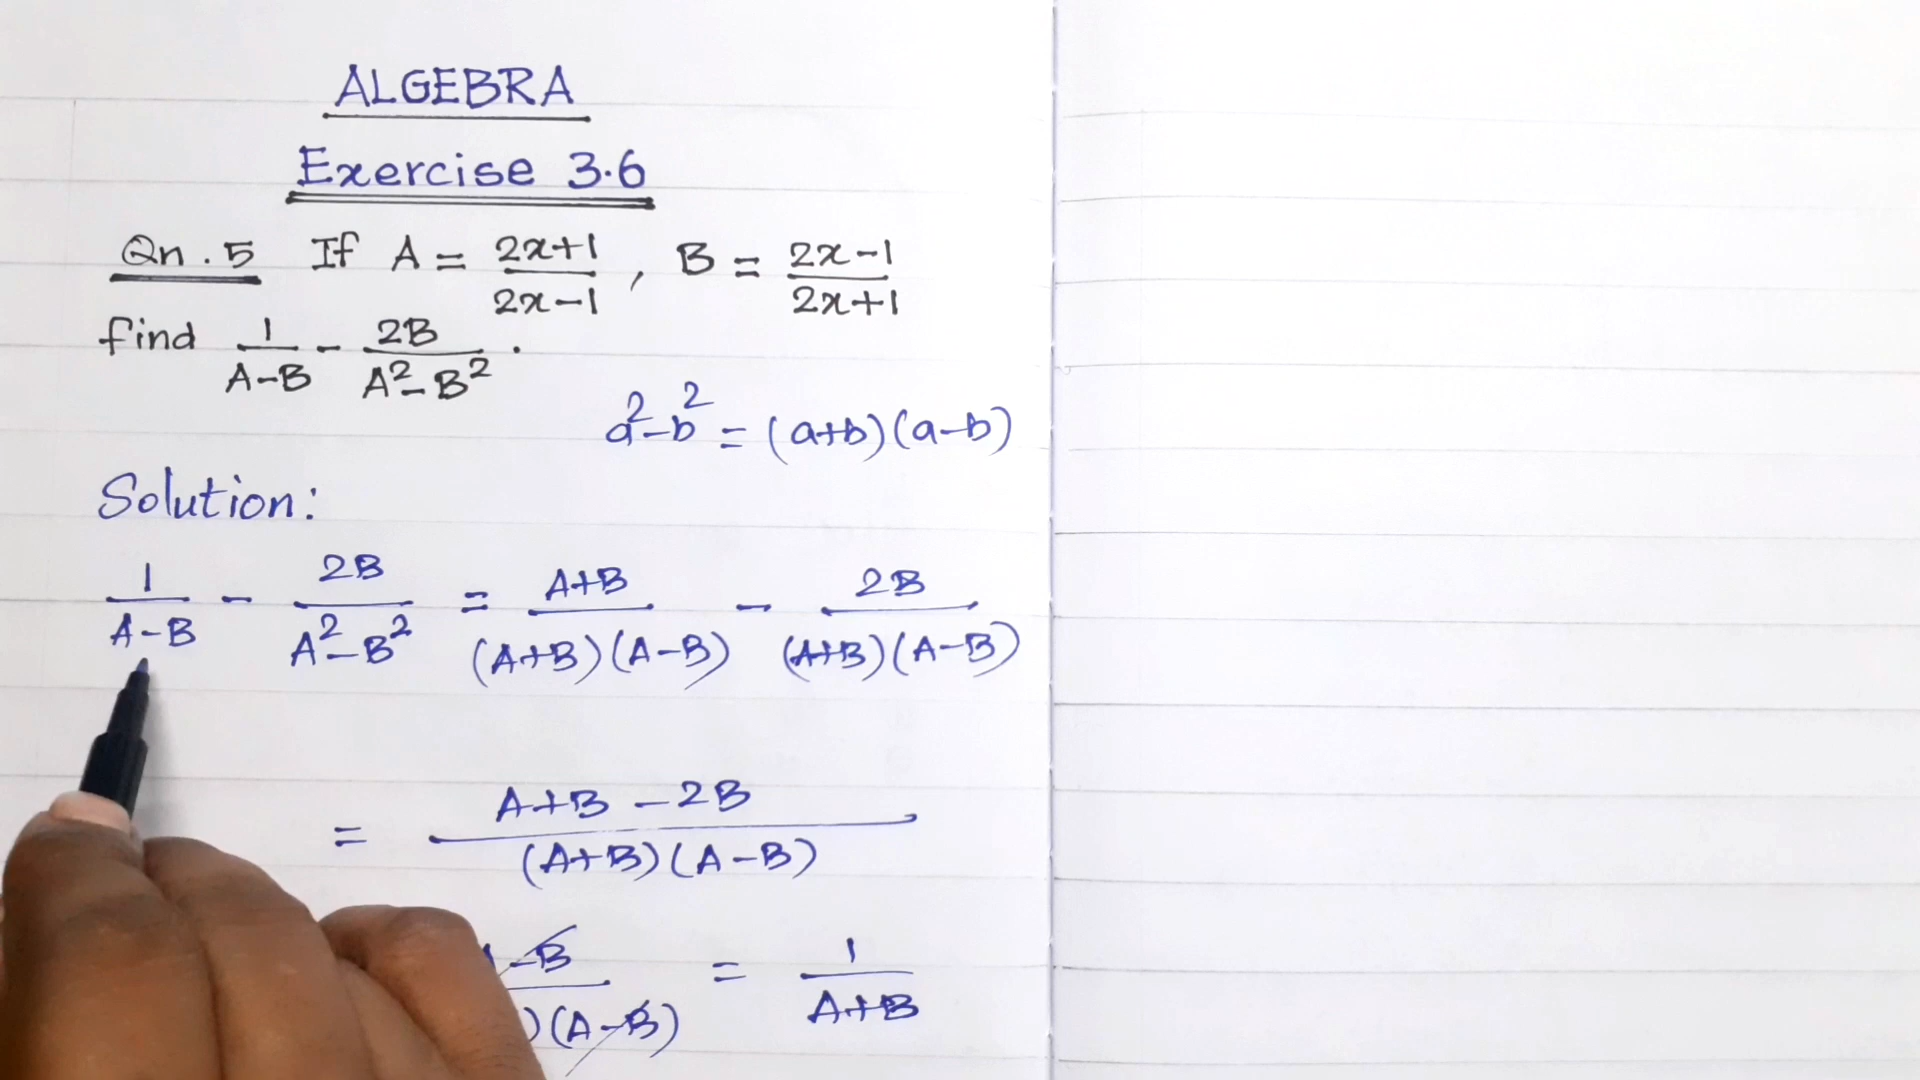 ALGEBRA
Exercise 3.6
Qn. 5 If A = (2x+1)/(2x-1), B = (2x-1)/(2x+1)
find 1/(A-B) - 2B/(A²-B²).
a²-b² = (a+b)(a-b)
Solution:
1/(A-B) - 2B/(A²-B²) = (A+B)/((A+B)(A-B)) - 2B/((A+B)(A-B))
= (A+B-2B)/((A+B)(A-B))
-B / )(A-B) = 1/(A+B)